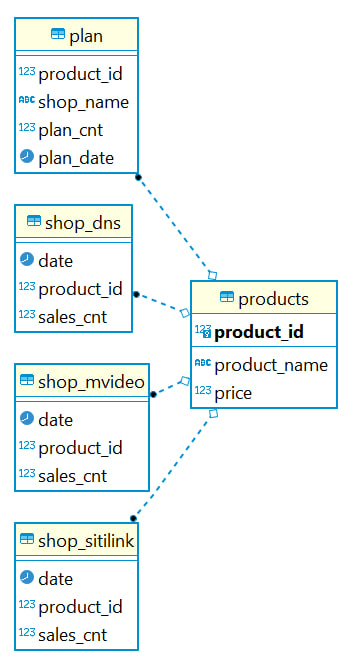 plan
123 product_id
ABC shop_name
123 plan_cnt
plan_date
shop_dns
date
123 product_id
123 sales_cnt
products
123 product_id
ABC product_name
123 price
shop_mvideo
date
123 product_id
123 sales_cnt
shop_sitilink
date
123 product_id
123 sales_cnt